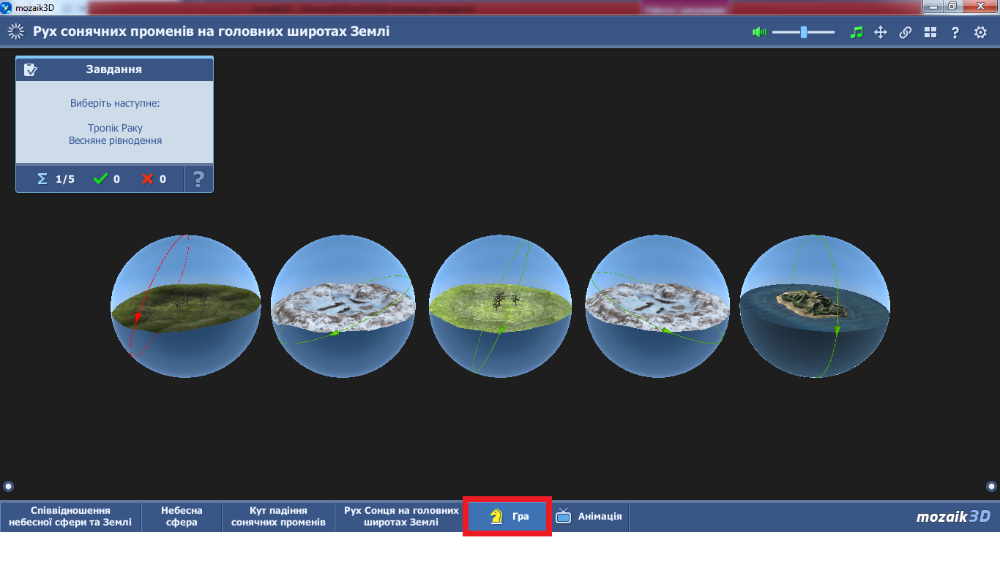 mozaik3D
Рух сонячних променів на головних широтах Землі
?
Завдання
Виберіть наступне:
Тропік Раку
Весняне рівнодення
Σ 1/5 0 0 ?
Співвідношення
небесної сфери та Землі
Небесна
сфера
Кут падіння
сонячних променів
Рух Сонця на головних
широтах Землі
Гра
Анімація
mozaik3D